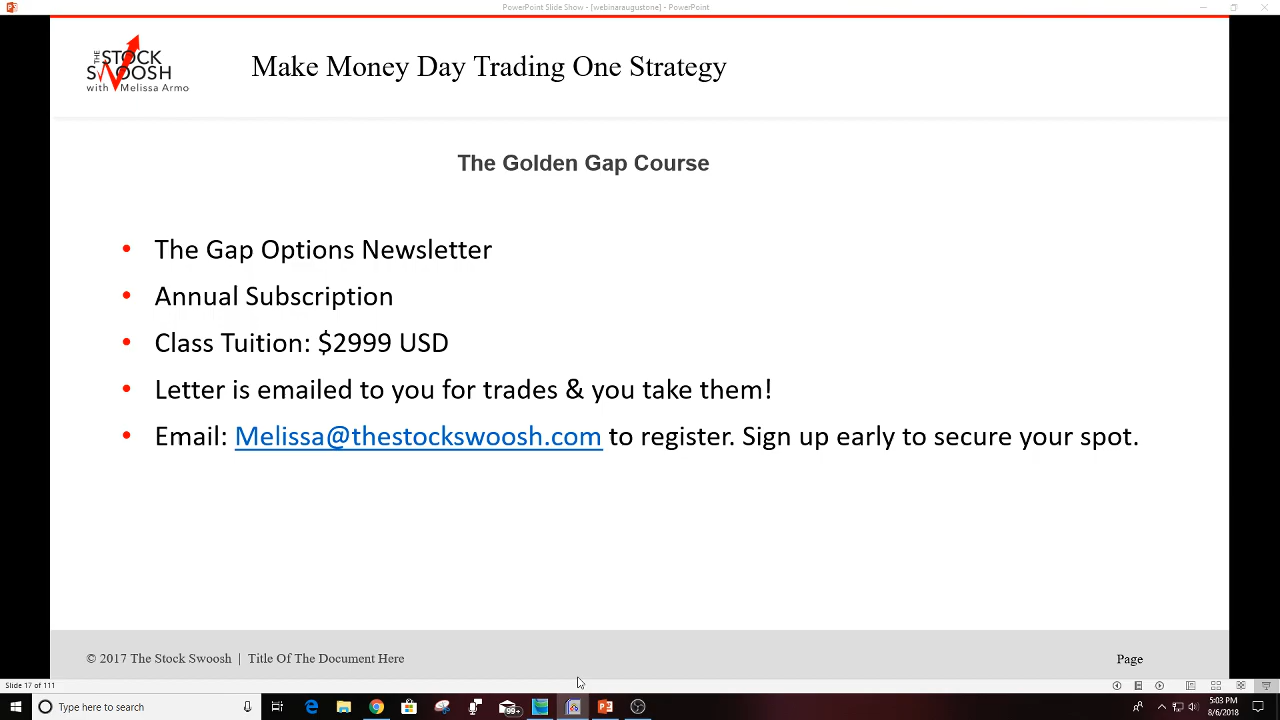 PowerPoint Slide Show - [webinaraugustone] - PowerPoint
THE STOCK
SWOOSH
with Melissa Armo
Make Money Day Trading One Strategy
The Golden Gap Course
• The Gap Options Newsletter
• Annual Subscription
• Class Tuition: $2999 USD
• Letter is emailed to you for trades & you take them!
• Email: Melissa@thestockswoosh.com to register. Sign up early to secure your spot.
© 2017 The Stock Swoosh | Title Of The Document Here
Page
Slide 17 of 111
Type here to search
99+
5:03 PM
8/6/2018